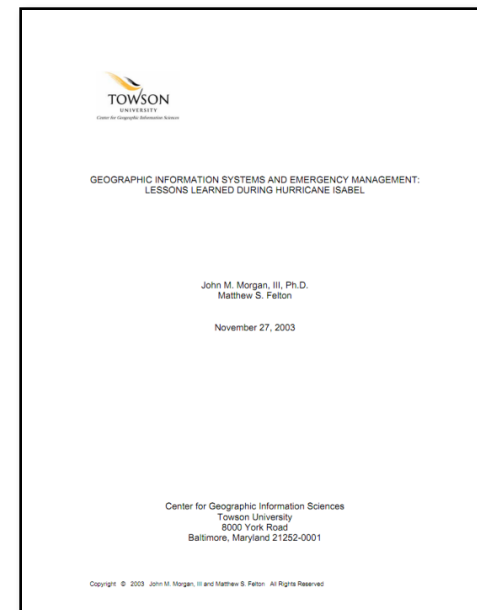 TOWSON
UNIVERSITY
Center for Geographic Information Sciences
GEOGRAPHIC INFORMATION SYSTEMS AND EMERGENCY MANAGEMENT:
LESSONS LEARNED DURING HURRICANE ISABEL
John M. Morgan, III, Ph.D.
Matthew S. Felton
November 27, 2003
Center for Geographic Information Sciences
Towson University
8000 York Road
Baltimore, Maryland 21252-0001
Copyright © 2003 John M. Morgan, III and Matthew S. Felton All Rights Reserved